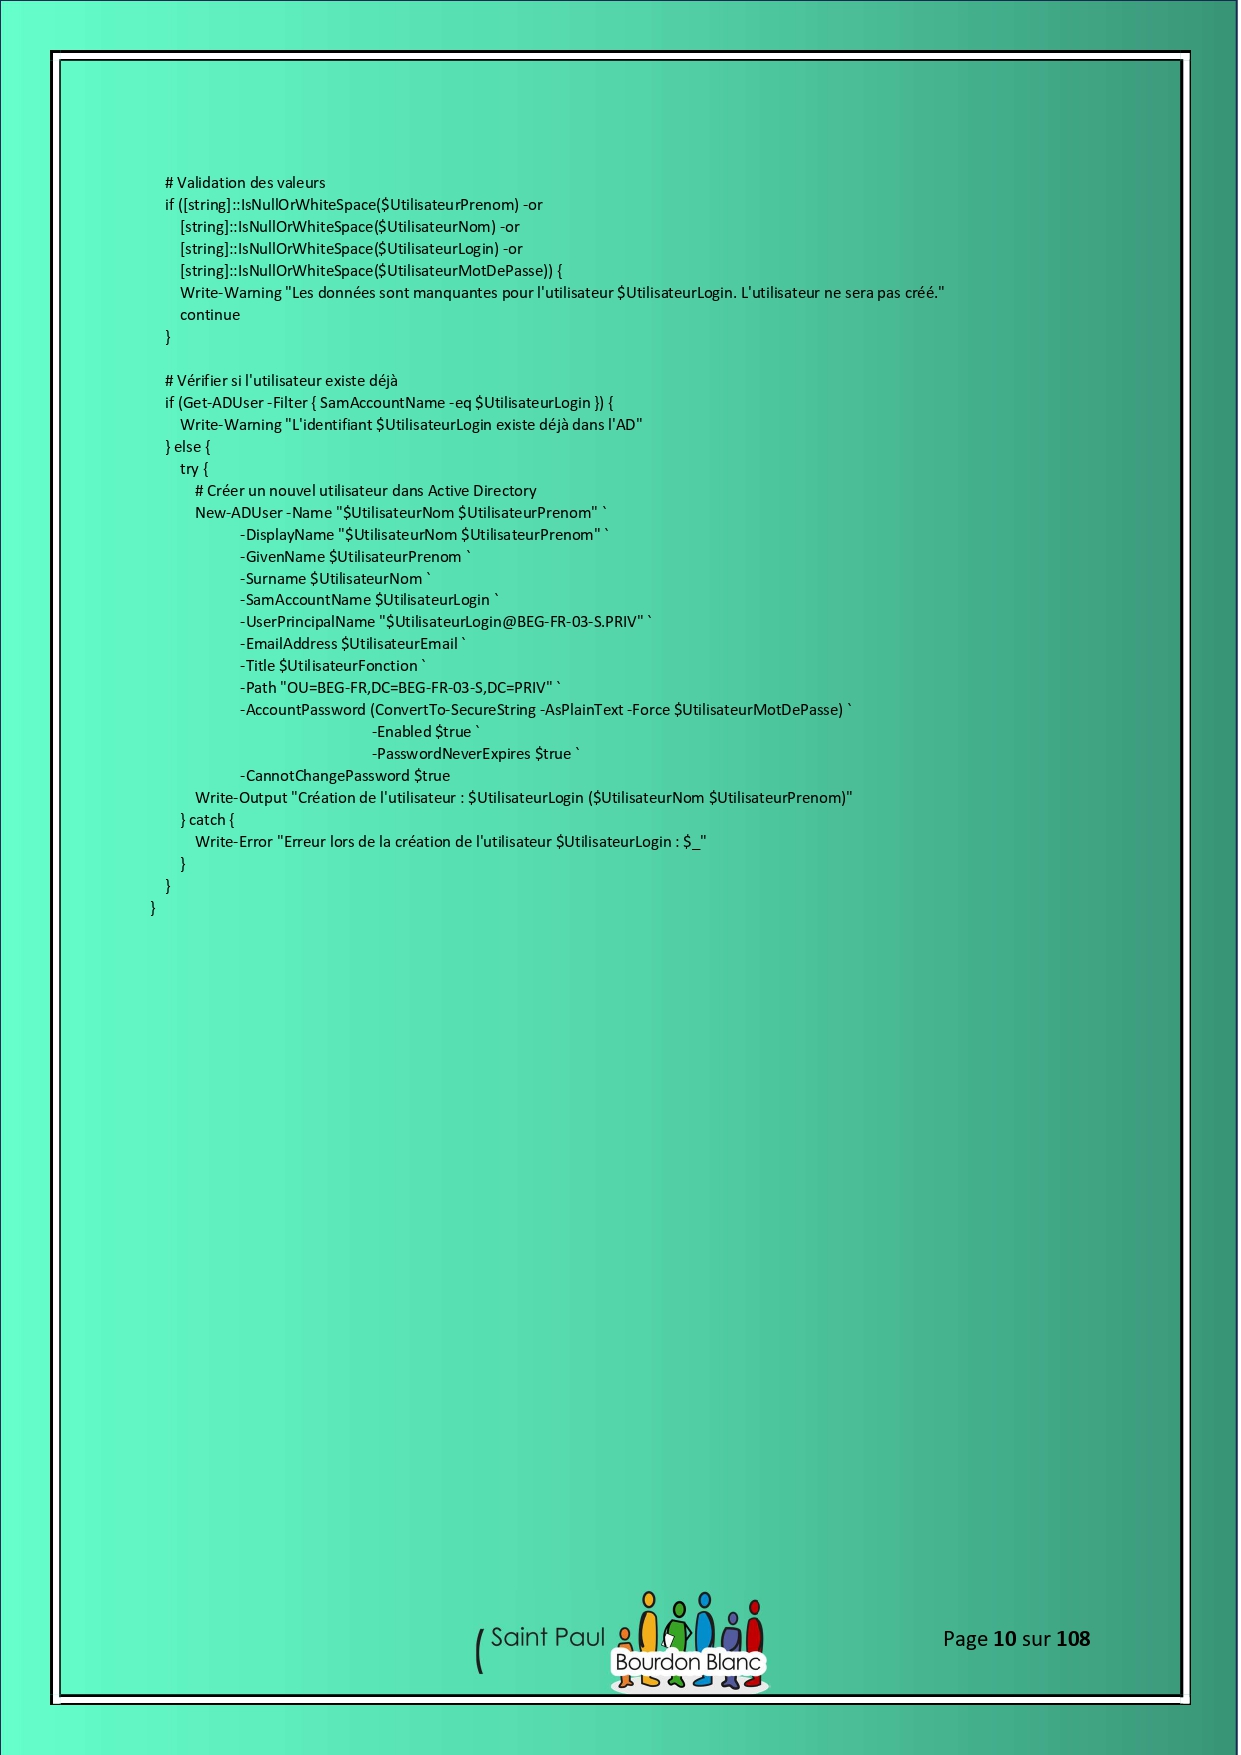 # Validation des valeurs
if ([string]::IsNullOrWhiteSpace($UtilisateurPrenom) -or
[string]::IsNullOrWhiteSpace($UtilisateurNom) -or
[string]::IsNullOrWhiteSpace($UtilisateurLogin) -or
[string]::IsNullOrWhiteSpace($UtilisateurMotDePasse)) {
Write-Warning "Les données sont manquantes pour l'utilisateur $UtilisateurLogin. L'utilisateur ne sera pas créé."
continue
}
# Vérifier si l'utilisateur existe déjà
if (Get-ADUser -Filter { SamAccountName -eq $UtilisateurLogin }) {
Write-Warning "L'identifiant $UtilisateurLogin existe déjà dans l'AD"
} else {
try {
# Créer un nouvel utilisateur dans Active Directory
New-ADUser -Name "$UtilisateurNom $UtilisateurPrenom" `
-DisplayName "$UtilisateurNom $UtilisateurPrenom" `
-GivenName $UtilisateurPrenom `
-Surname $UtilisateurNom `
-SamAccountName $UtilisateurLogin `
-UserPrincipalName "$UtilisateurLogin@BEG-FR-03-S.PRIV" `
-EmailAddress $UtilisateurEmail `
-Title $UtilisateurFonction `
-Path "OU=BEG-FR,DC=BEG-FR-03-S,DC=PRIV" `
-AccountPassword (ConvertTo-SecureString -AsPlainText -Force $UtilisateurMotDePasse) `
-Enabled $true `
-PasswordNeverExpires $true `
-CannotChangePassword $true
Write-Output "Création de l'utilisateur : $UtilisateurLogin ($UtilisateurNom $UtilisateurPrenom)"
} catch {
Write-Error "Erreur lors de la création de l'utilisateur $UtilisateurLogin : $_"
}
}
}
Saint Paul
Bourdon Blanc
Page 10 sur 108